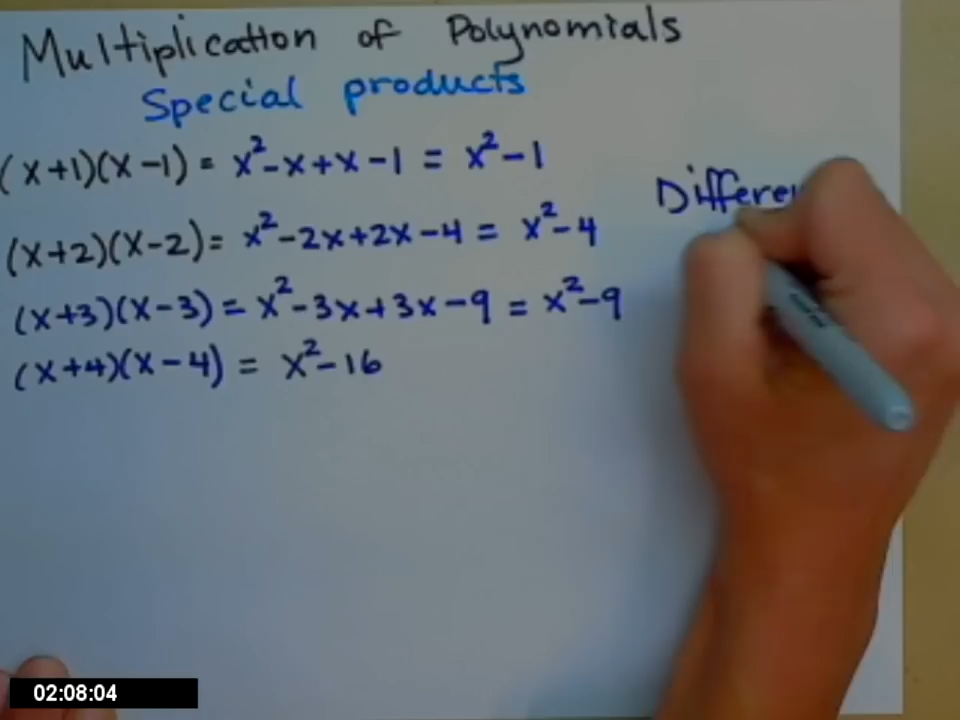 Multiplication of Polynomials
Special products
(x+1)(x-1) = x²-x+x-1 = x²-1
(x+2)(x-2) = x²-2x+2x-4 = x²-4
(x+3)(x-3) = x²-3x+3x-9 = x²-9
(x+4)(x-4) = x²-16
Differen
02:08:04